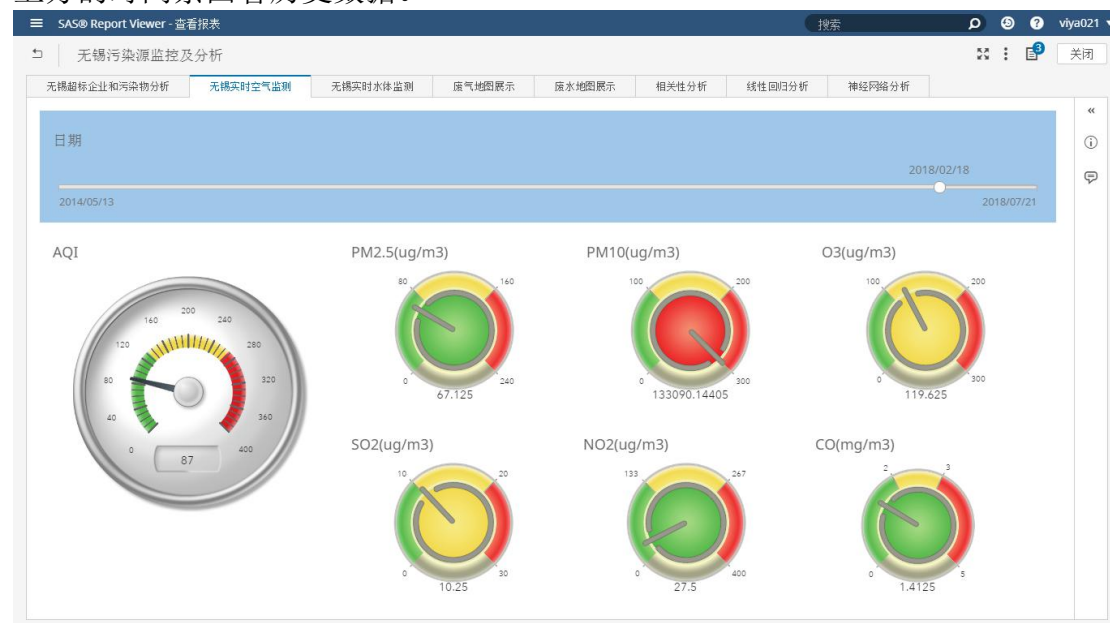 SAS® Report Viewer - 查看报表
搜索
viya021
无锡污染源监控及分析
3
关闭
无锡超标企业和污染物分析
无锡实时空气监测
无锡实时水体监测
废气地图展示
废水地图展示
相关性分析
线性回归分析
神经网络分析
日期
2018/02/18
2014/05/13
2018/07/21
AQI
0
40
80
120
160
200
240
280
320
360
400
87
PM2.5(ug/m3)
0
80
160
240
67.125
PM10(ug/m3)
0
100
200
300
133090.14405
O3(ug/m3)
0
100
200
300
119.625
SO2(ug/m3)
0
10
20
30
10.25
NO2(ug/m3)
0
133
267
400
27.5
CO(mg/m3)
0
2
3
5
1.4125